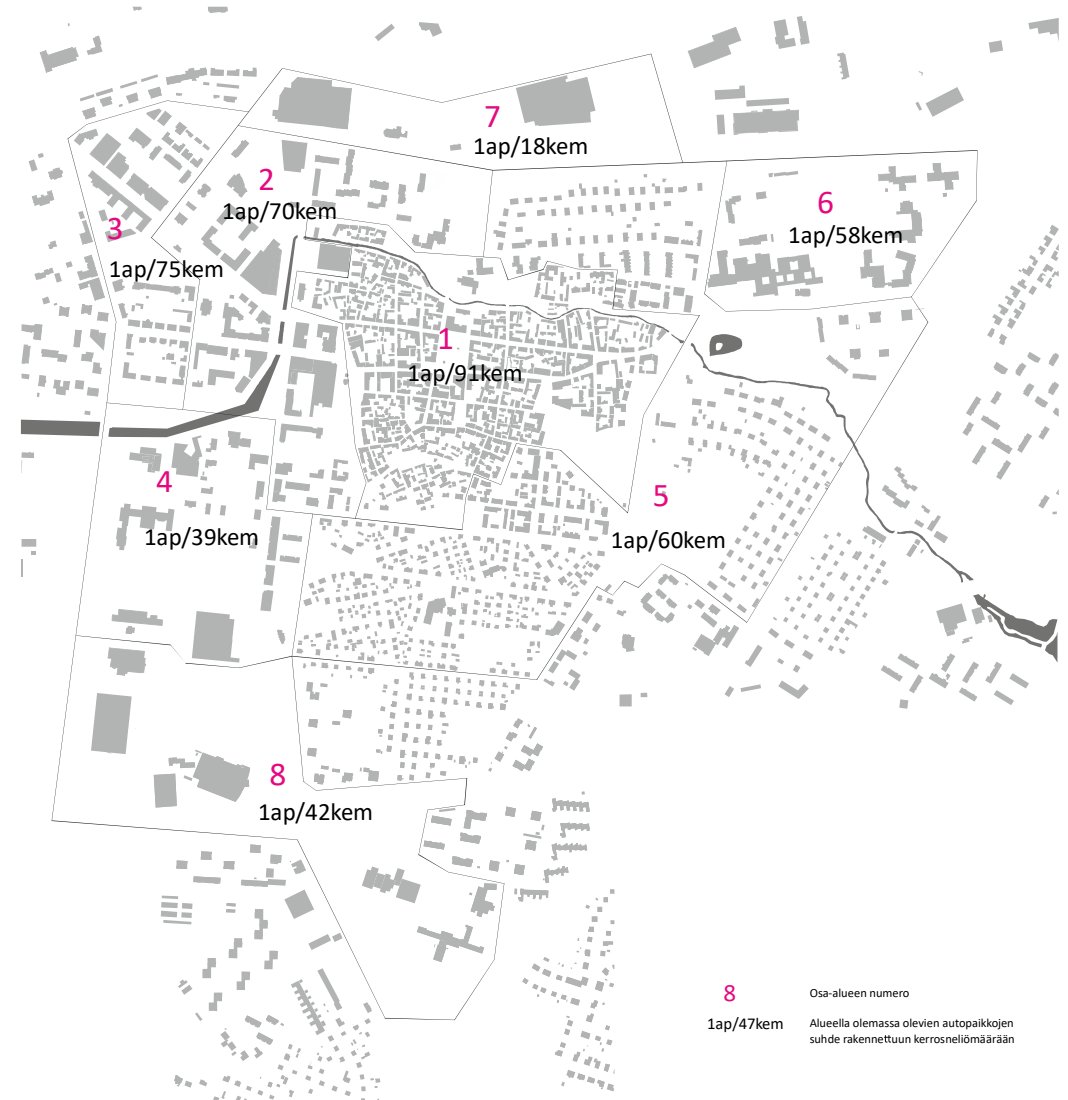 7
1ap/18kem
2
1ap/70kem
6
1ap/58kem
3
1ap/75kem
1
1ap/91kem
4
1ap/39kem
5
1ap/60kem
8
1ap/42kem
8 Osa-alueen numero
1ap/47kem Alueella olemassa olevien autopaikkojen
suhde rakennettuun kerrosneliömäärään